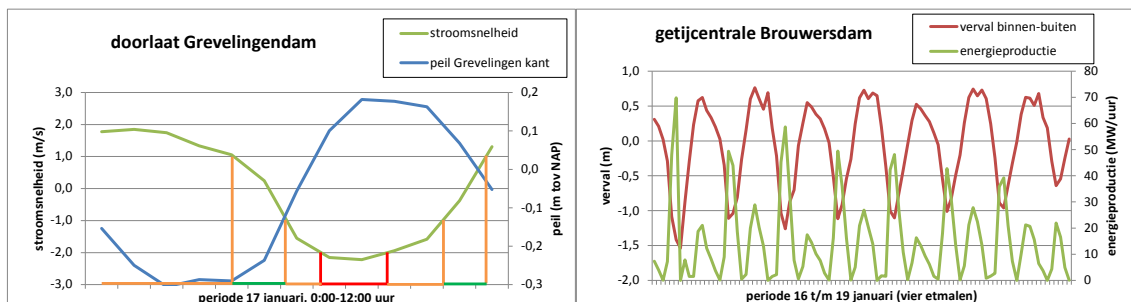 doorlaat Grevelingendam
stroomsnelheid
peil Grevelingen kant
3,0
2,0
1,0
0,0
-1,0
-2,0
-3,0
stroomsnelheid (m/s)
0,2
0,1
0,0
-0,1
-0,2
-0,3
peil (m tov NAP)
periode 17 januari, 0:00-12:00 uur
getijcentrale Brouwersdam
verval binnen-buiten
energieproductie
1,0
0,5
0,0
-0,5
-1,0
-1,5
-2,0
verval (m)
80
70
60
50
40
30
20
10
0
energieproductie (MW/uur)
periode 16 t/m 19 januari (vier etmalen)